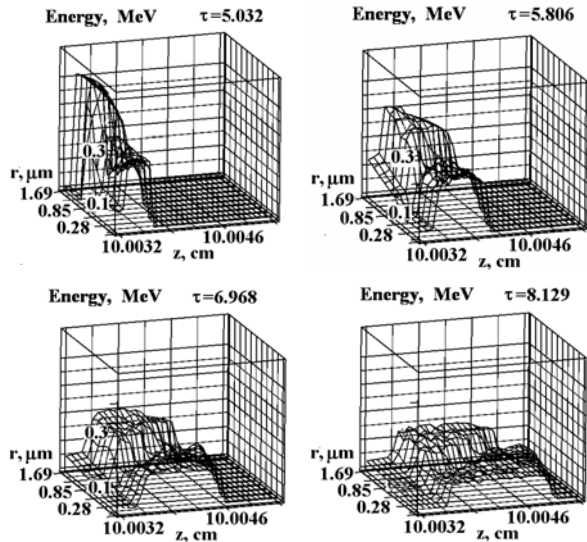 Energy, MeV τ=5.032
0.3
r, μm
1.69
0.85
0.28
0.1
10.0032
10.0046
z, cm
Energy, MeV τ=5.806
0.3
r, μm
1.69
0.85
0.28
0.1
10.0032
10.0046
z, cm
Energy, MeV τ=6.968
0.3
r, μm
1.69
0.85
0.28
0.1
10.0032
10.0046
z, cm
Energy, MeV τ=8.129
0.3
r, μm
1.69
0.85
0.28
0.1
10.0032
10.0046
z, cm